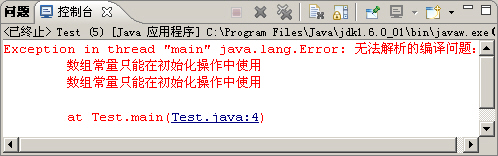 问题 控制台
<已终止> Test (5) [Java 应用程序] C:\Program Files\Java\jdk1.6.0_01\bin\javaw.exe
Exception in thread "main" java.lang.Error: 无法解析的编译问题:
数组常量只能在初始化操作中使用
数组常量只能在初始化操作中使用
at Test.main(Test.java:4)